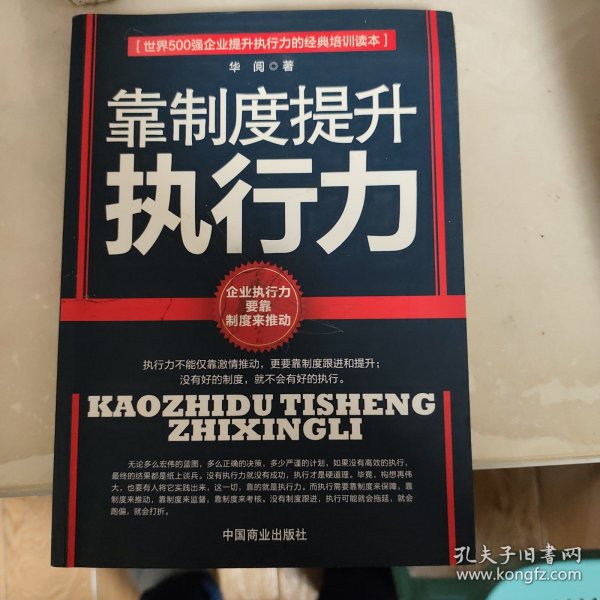 [世界500强企业提升执行力的经典培训读本]
华阅◎著
靠制度提升
执行力
企业执行力
要靠
制度来推动
执行力不能仅靠激情推动，更要靠制度跟进和提升；
没有好的制度，就不会有好的执行。
KAOZHIDU TISHENG
ZHIXINGLI
无论多么宏伟的蓝图，多么正确的决策，多少严谨的计划，如果没有高效的执行，
最终的结果都是纸上谈兵。没有执行力就没有成功，执行才是硬道理。毕竟，构想再伟
大，也要有人将它实践出来，这一切，靠的就是执行力。而执行需要靠制度来保障，靠
制度来推动，靠制度来监督，靠制度来考核。没有制度跟进，执行可能就会拖延，就会
跑偏，就会打折。
中国商业出版社
孔夫子旧书网
www.kongfz.com